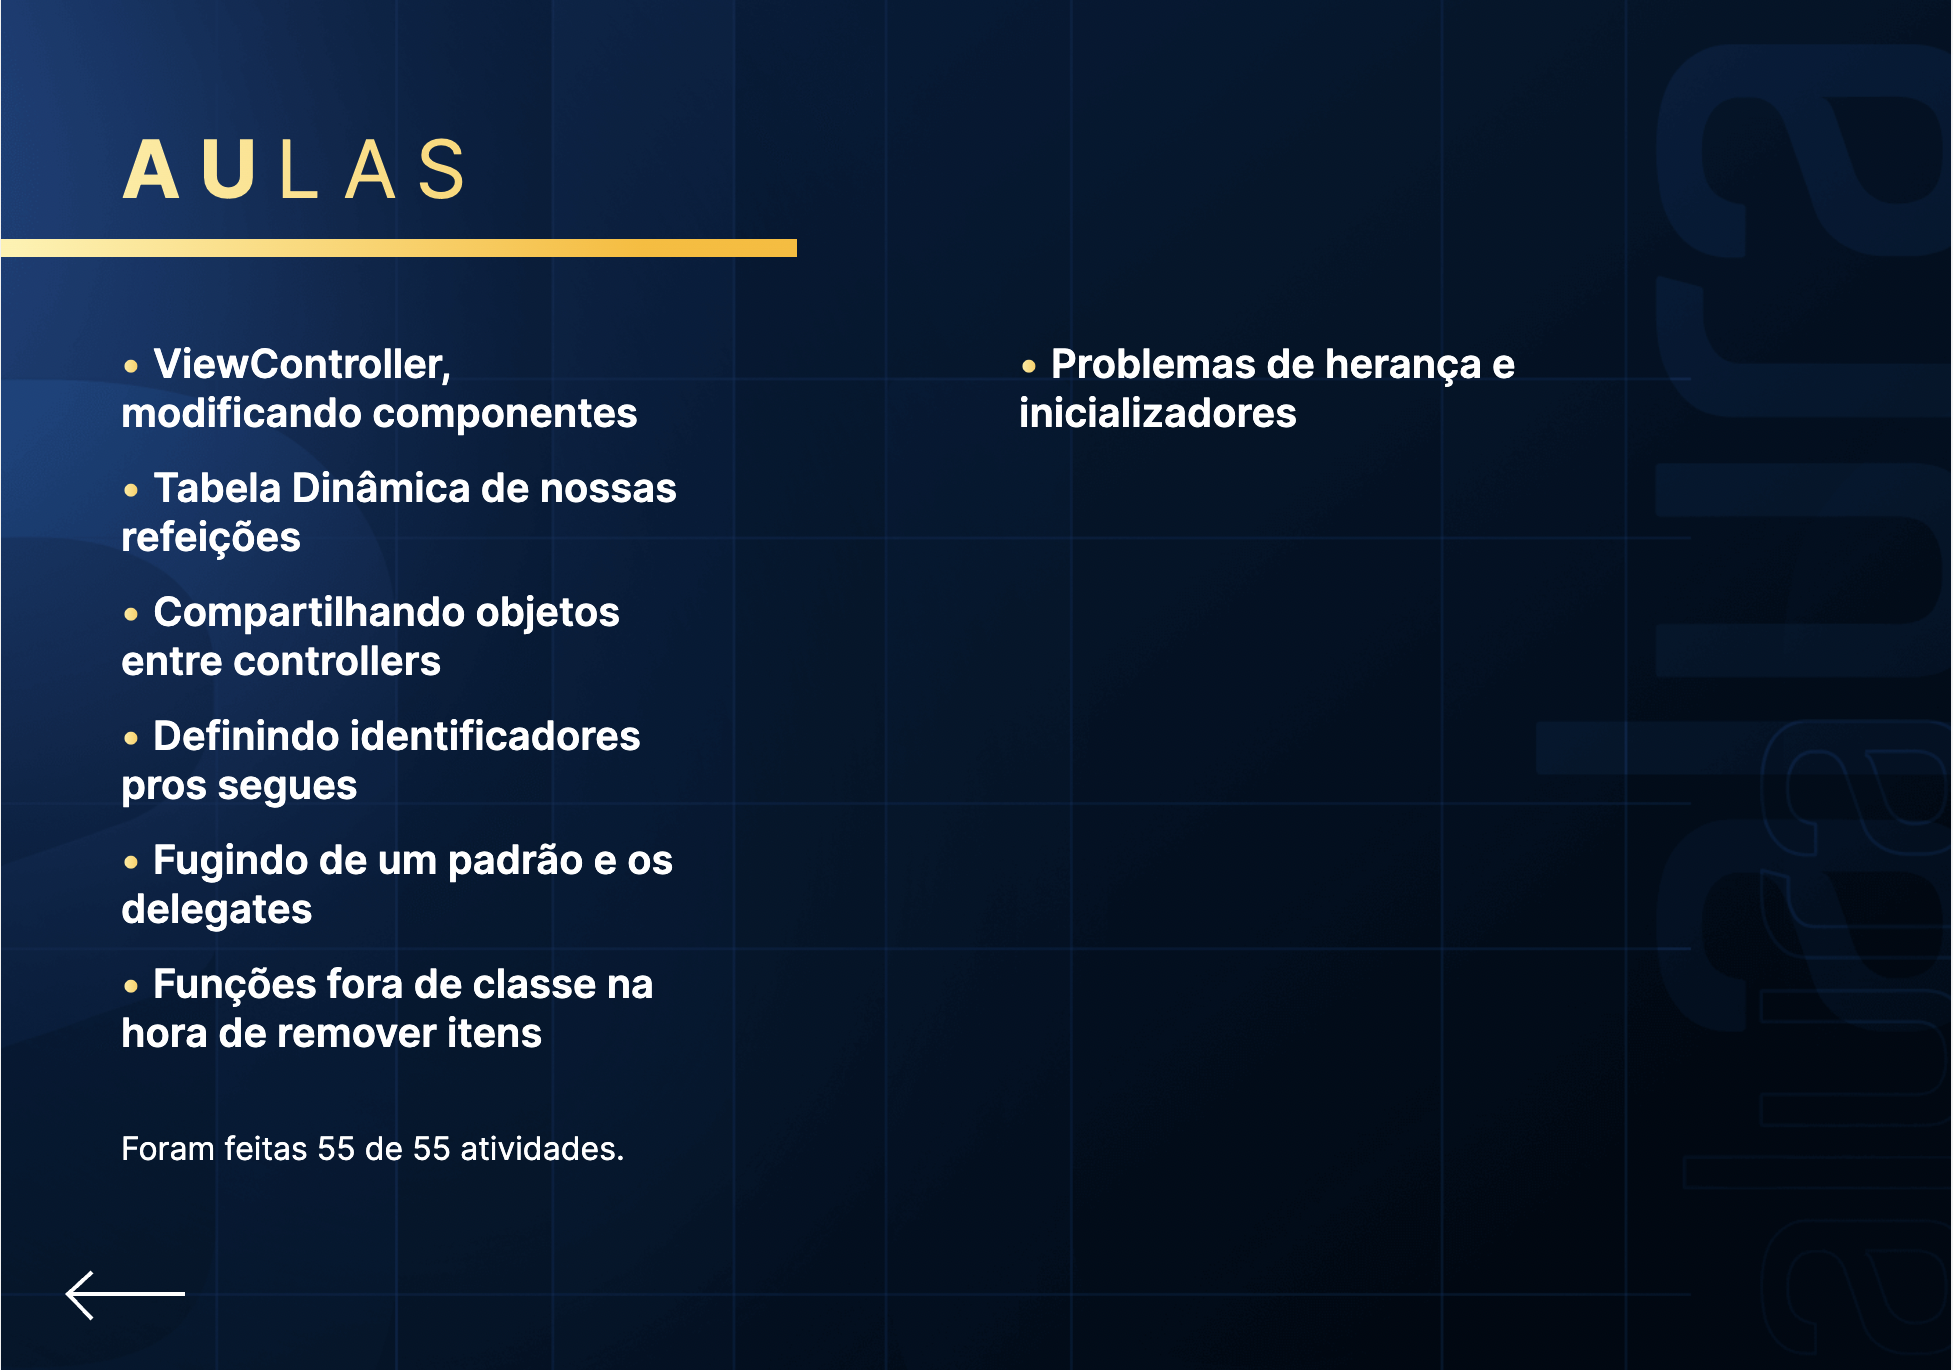 AULAS
• ViewController,
modificando componentes
• Tabela Dinâmica de nossas
refeições
• Compartilhando objetos
entre controllers
• Definindo identificadores
pros segues
• Fugindo de um padrão e os
delegates
• Funções fora de classe na
hora de remover itens
• Problemas de herança e
inicializadores
Foram feitas 55 de 55 atividades.
alura
alura